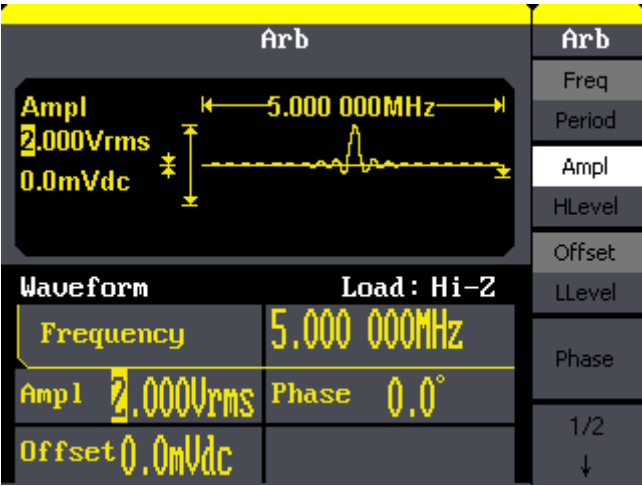 Arb
Ampl
5.000 000MHz
2.000Vrms
0.0mVdc
Waveform Load: Hi-Z
Frequency 5.000 000MHz
Ampl 2.000Vrms Phase 0.0°
Offset 0.0mVdc
Arb
Freq
Period
Ampl
HLevel
Offset
LLevel
Phase
1/2
↓